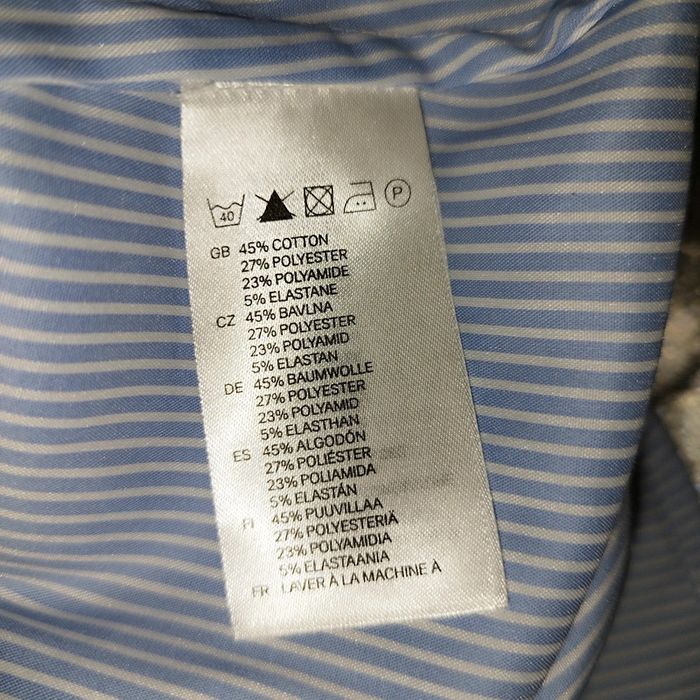 40 P
GB 45% COTTON
27% POLYESTER
23% POLYAMIDE
5% ELASTANE
CZ 45% BAVLNA
27% POLYESTER
23% POLYAMID
5% ELASTAN
DE 45% BAUMWOLLE
27% POLYESTER
23% POLYAMID
5% ELASTHAN
ES 45% ALGODÓN
27% POLIÉSTER
23% POLIAMIDA
5% ELASTÁN
FI 45% PUUVILLAA
27% POLYESTERIÄ
23% POLYAMIDIA
5% ELASTAANIA
FR LAVER À LA MACHINE A